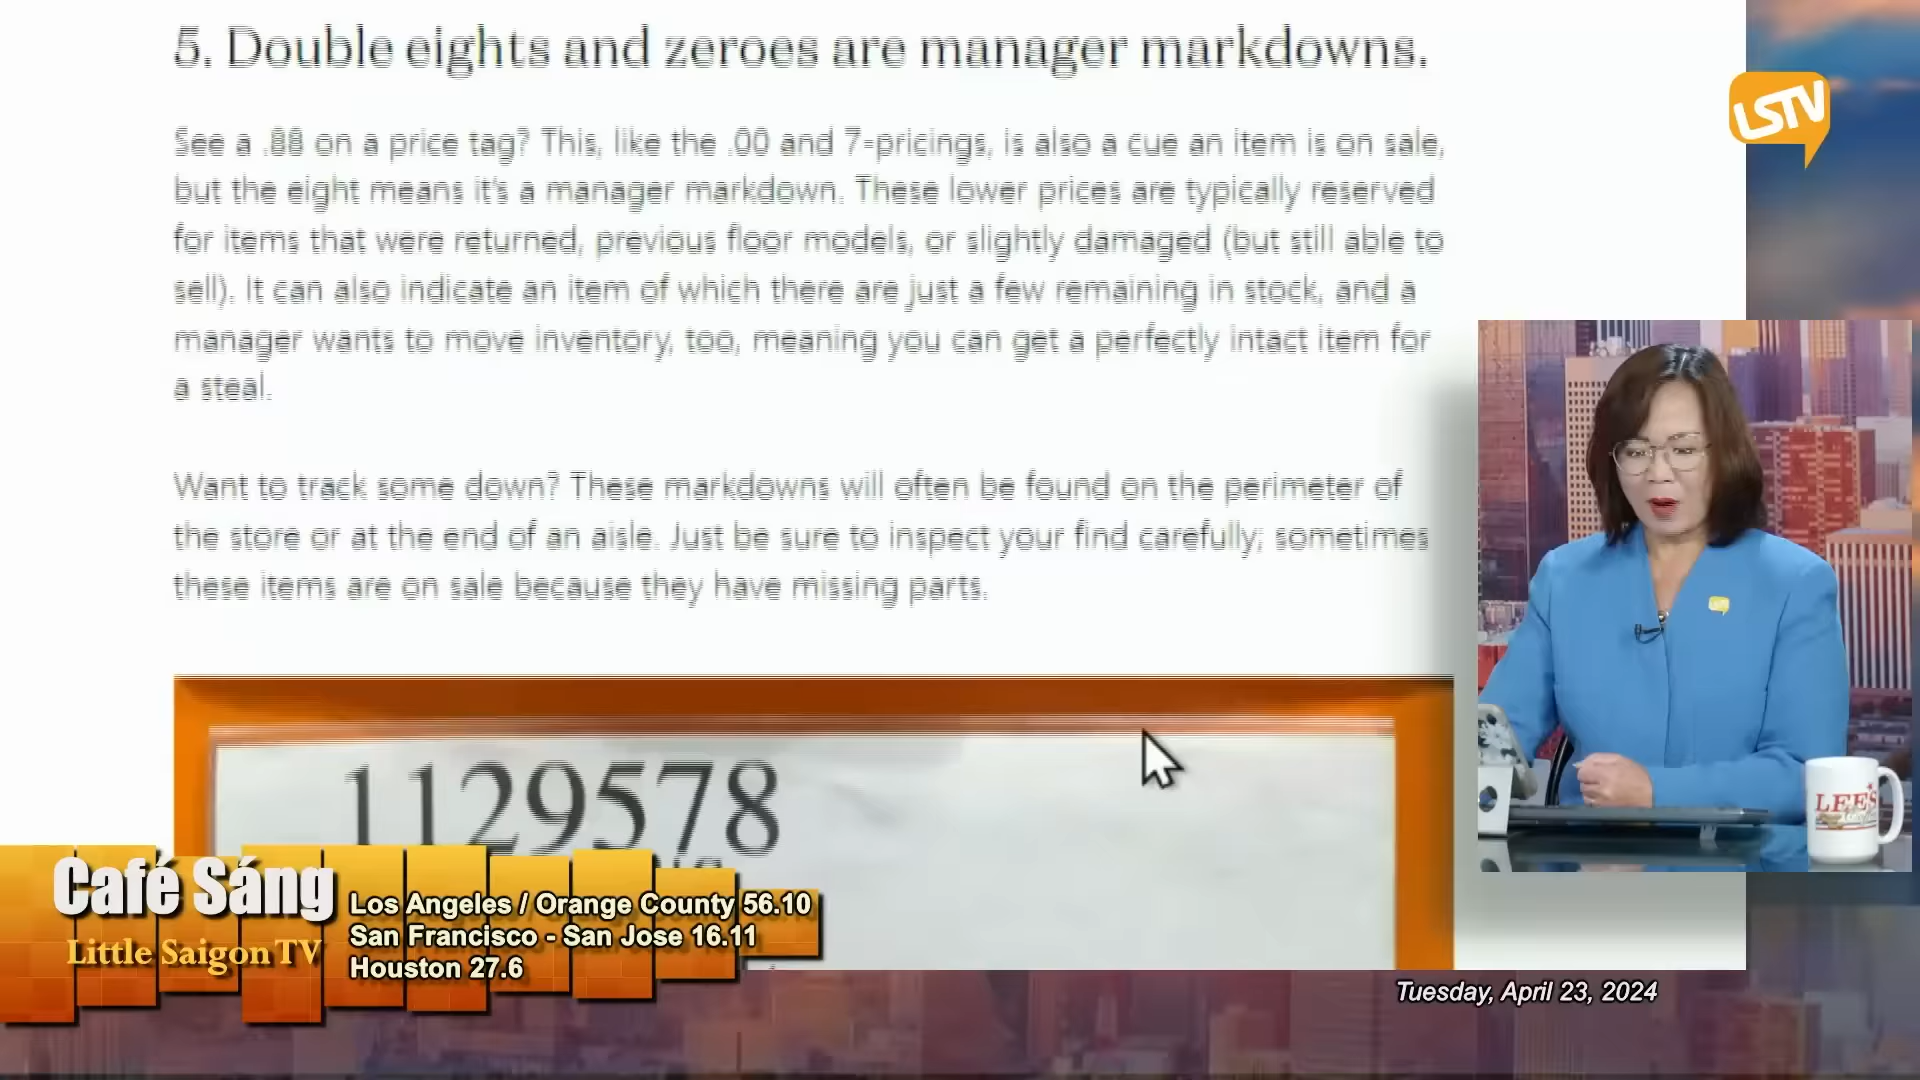 5. Double eights and zeroes are manager markdowns.
See a .88 on a price tag? This, like the .00 and 7-pricings, is also a cue an item is on sale,
but the eight means it's a manager markdown. These lower prices are typically reserved
for items that were returned, previous floor models, or slightly damaged (but still able to
sell). It can also indicate an item of which there are just a few remaining in stock, and a
manager wants to move inventory, too, meaning you can get a perfectly intact item for
a steal.
Want to track some down? These markdowns will often be found on the perimeter of
the store or at the end of an aisle. Just be sure to inspect your find carefully; sometimes
these items are on sale because they have missing parts.
1129578
LSTV
LEE'S
Café Sáng
Little Saigon TV
Los Angeles / Orange County 56.10
San Francisco - San Jose 16.11
Houston 27.6
Tuesday, April 23, 2024